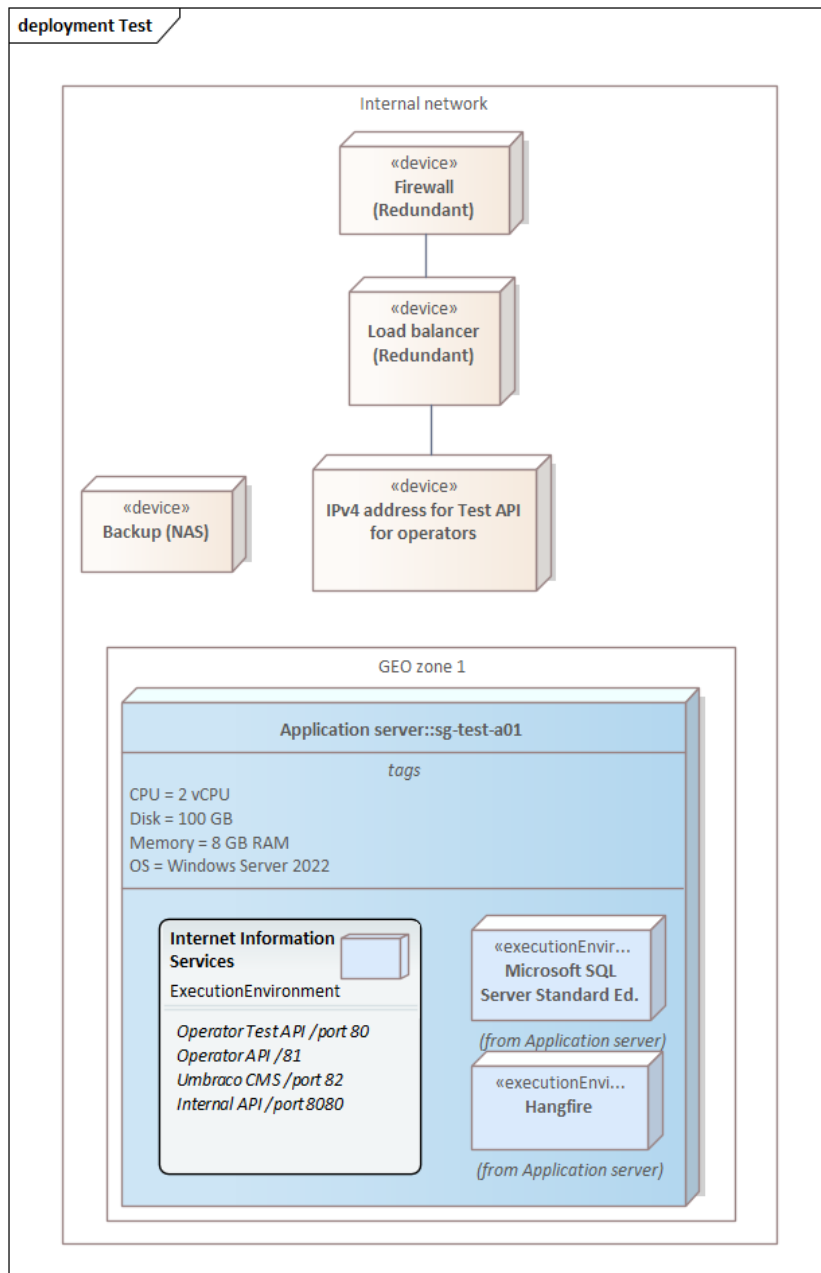 deployment Test
Internal network
«device»
Firewall
(Redundant)
«device»
Load balancer
(Redundant)
«device»
Backup (NAS)
«device»
IPv4 address for Test API
for operators
GEO zone 1
Application server::sg-test-a01
tags
CPU = 2 vCPU
Disk = 100 GB
Memory = 8 GB RAM
OS = Windows Server 2022
Internet Information
Services
ExecutionEnvironment
Operator Test API /port 80
Operator API /81
Umbraco CMS /port 82
Internal API /port 8080
«executionEnvir...
Microsoft SQL
Server Standard Ed.
(from Application server)
«executionEnvi...
Hangfire
(from Application server)